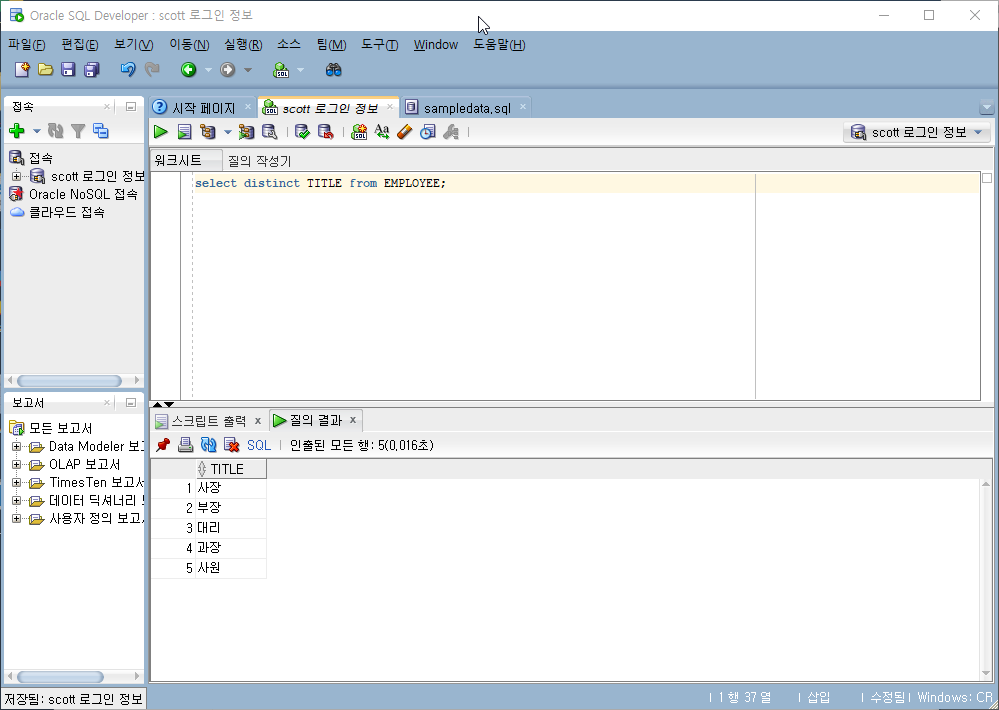 Oracle SQL Developer : scott 로그인 정보
파일(F) 편집(E) 보기(V) 이동(N) 실행(R) 소스 팀(M) 도구(T) Window 도움말(H)
접속
시작 페이지 scott 로그인 정보 sampledata.sql
scott 로그인 정보
접속
scott 로그인 정보
Oracle NoSQL 접속
클라우드 접속
워크시트 질의 작성기
select distinct TITLE from EMPLOYEE;
보고서
모든 보고서
Data Modeler 보고
OLAP 보고서
TimesTen 보고서
데이터 딕셔너리
사용자 정의 보고서
스크립트 출력 x 질의 결과 x
SQL | 인출된 모든 행: 5(0,016초)
TITLE
1 사장
2 부장
3 대리
4 과장
5 사원
저장됨: scott 로그인 정보
1 행 37 열 | 삽입 | 수정됨 | Windows: CR